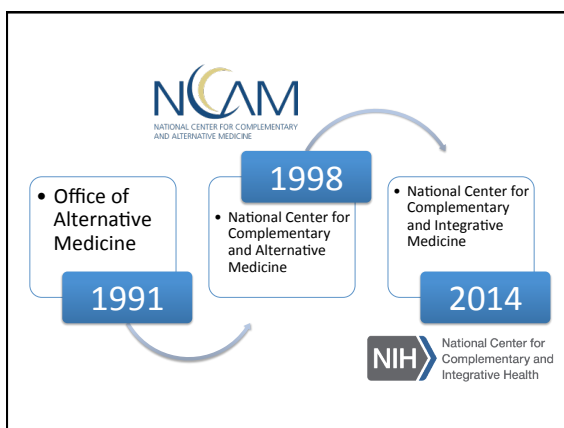 NCCAM
NATIONAL CENTER FOR COMPLEMENTARY
AND ALTERNATIVE MEDICINE
• Office of
Alternative
Medicine
1991
1998
• National Center for
Complementary
and Alternative
Medicine
• National Center for
Complementary
and Integrative
Medicine
2014
NIH
National Center for
Complementary and
Integrative Health